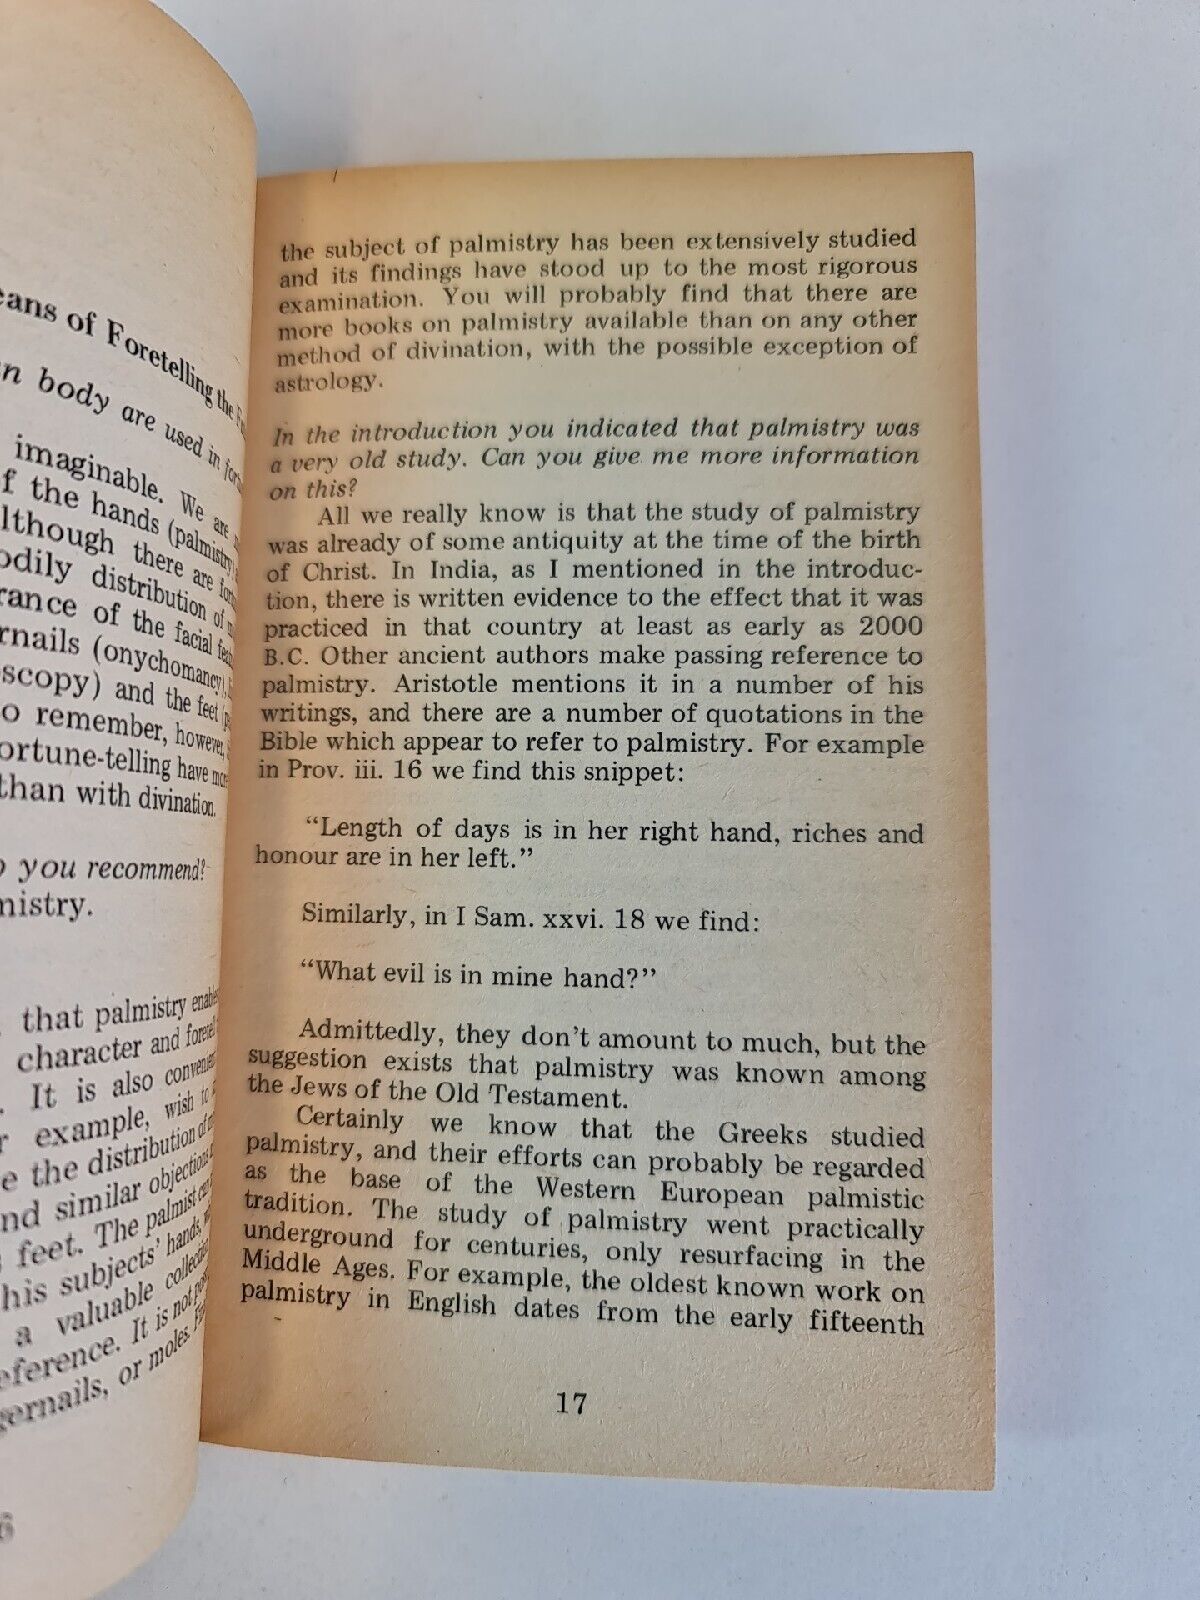 eans of Foretelling the
n body are used in
imaginable. We are
f the hands (palmistry)
lthough there are
odily distribution of
rance of the facial
ernails (onychomancy),
scopy) and the feet
o remember, however,
ortune-telling have more
than with divination.
you recommend?
mistry.
that palmistry enables
character and
It is also
r example, wish to
e the distribution of
nd similar objections
s feet. The palmist can
his subjects' hands,
a valuable collection
eference. It is not
gernails, or moles.
6
the subject of palmistry has been extensively studied
and its findings have stood up to the most rigorous
examination. You will probably find that there are
more books on palmistry available than on any other
method of divination, with the possible exception of
astrology.
In the introduction you indicated that palmistry was
a very old study. Can you give me more information
on this?
All we really know is that the study of palmistry
was already of some antiquity at the time of the birth
of Christ. In India, as I mentioned in the introduc-
tion, there is written evidence to the effect that it was
practiced in that country at least as early as 2000
B.C. Other ancient authors make passing reference to
palmistry. Aristotle mentions it in a number of his
writings, and there are a number of quotations in the
Bible which appear to refer to palmistry. For example
in Prov. iii. 16 we find this snippet:
“Length of days is in her right hand, riches and
honour are in her left.”
Similarly, in I Sam. xxvi. 18 we find:
“What evil is in mine hand?”
Admittedly, they don't amount to much, but the
suggestion exists that palmistry was known among
the Jews of the Old Testament.
Certainly we know that the Greeks studied
palmistry, and their efforts can probably be regarded
as the base of the Western European palmistic
tradition. The study of palmistry went practically
underground for centuries, only resurfacing in the
Middle Ages. For example, the oldest known work on
palmistry in English dates from the early fifteenth
17